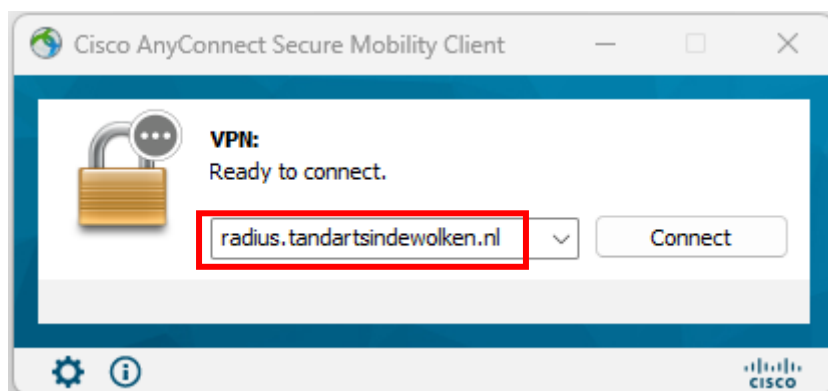 Cisco AnyConnect Secure Mobility Client
VPN:
Ready to connect.
radius.tandartsindewolken.nl
Connect
CISCO